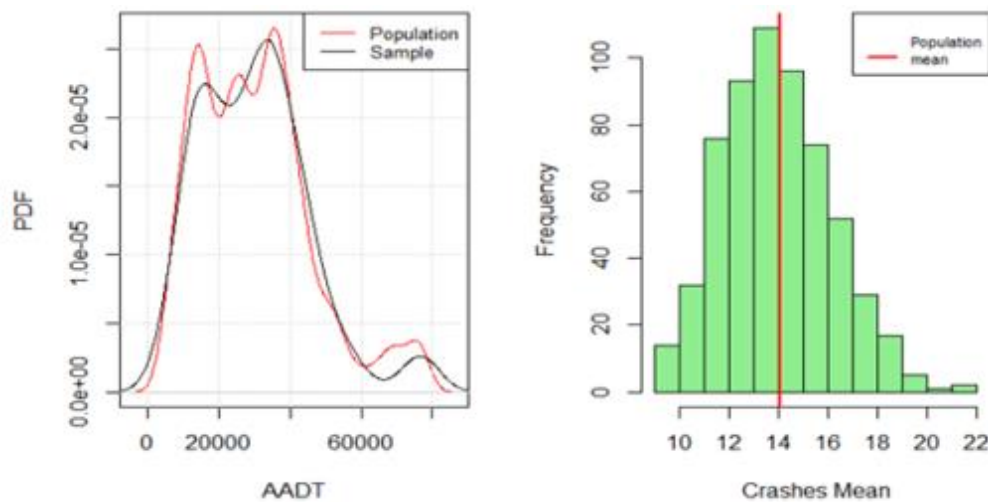 Population
Sample
PDF
0.0e+00
1.0e-05
2.0e-05
0
20000
60000
AADT
Population
mean
Frequency
0
20
40
60
80
100
10
12
14
16
18
20
22
Crashes Mean